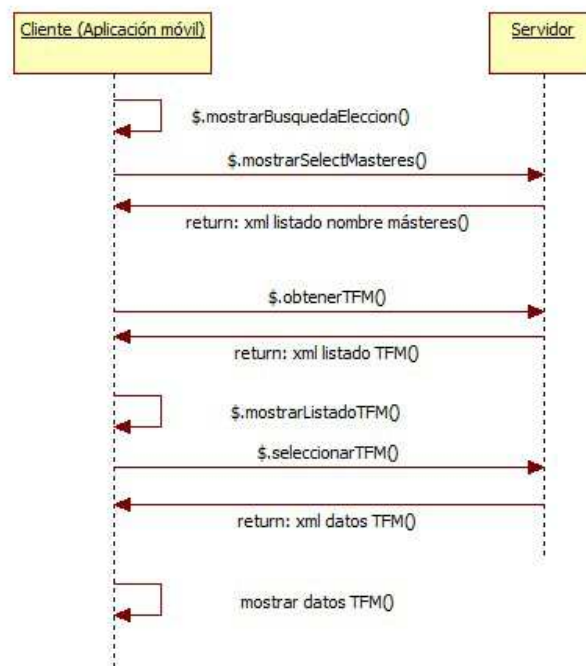 Cliente (Aplicación móvil)
Servidor
$.mostrarBusquedaEleccion()
$.mostrarSelectMasteres()
return: xml listado nombre másteres()
$.obtenerTFM()
return: xml listado TFM()
$.mostrarListadoTFM()
$.seleccionarTFM()
return: xml datos TFM()
mostrar datos TFM()